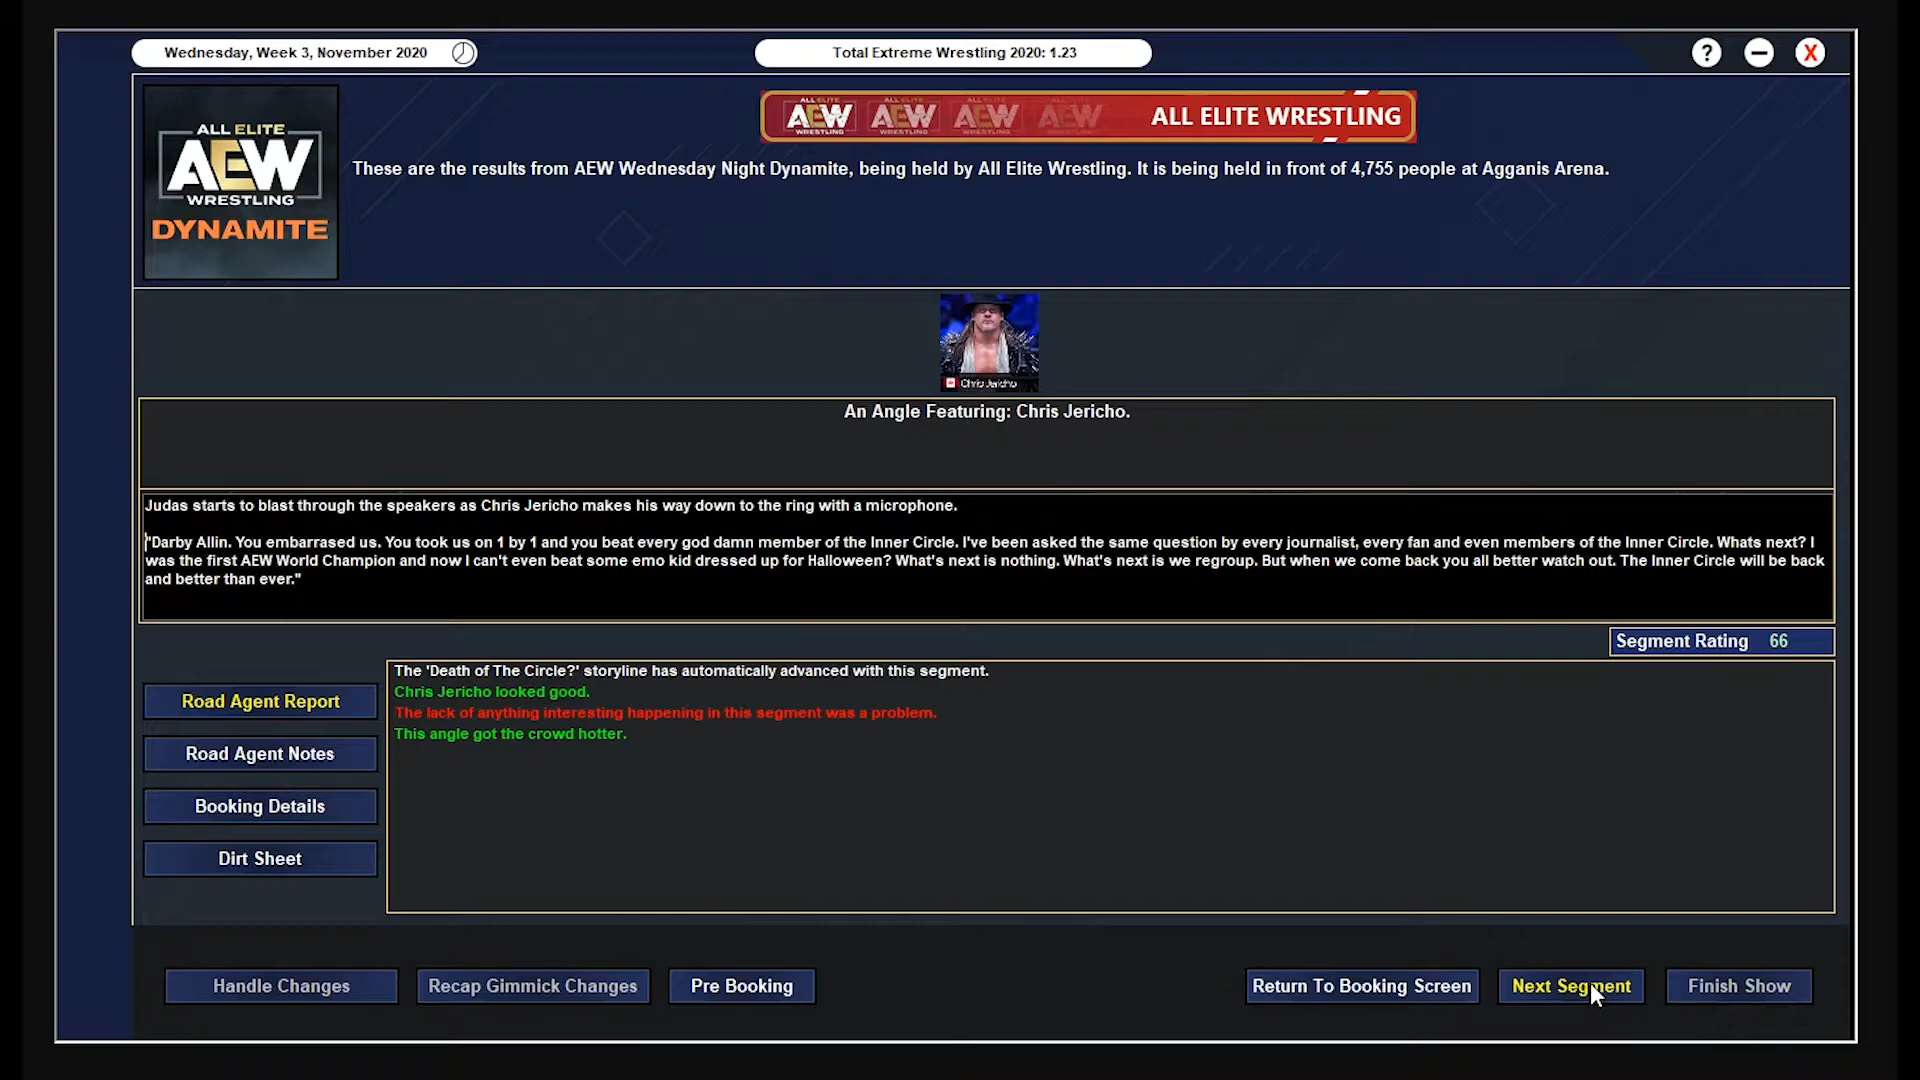 Wednesday, Week 3, November 2020
Total Extreme Wrestling 2020: 1.23
?
X
ALL ELITE
AEW
WRESTLING
DYNAMITE
ALL ELITE
AEW
WRESTLING
ALL ELITE
AEW
WRESTLING
ALL ELITE
AEW
WRESTLING
ALL ELITE
AEW
WRESTLING
ALL ELITE WRESTLING
These are the results from AEW Wednesday Night Dynamite, being held by All Elite Wrestling. It is being held in front of 4,755 people at Agganis Arena.
Chris Jericho
An Angle Featuring: Chris Jericho.
Judas starts to blast through the speakers as Chris Jericho makes his way down to the ring with a microphone.
"Darby Allin. You embarrased us. You took us on 1 by 1 and you beat every god damn member of the Inner Circle. I've been asked the same question by every journalist, every fan and even members of the Inner Circle. Whats next? I
was the first AEW World Champion and now I can't even beat some emo kid dressed up for Halloween? What's next is nothing. What's next is we regroup. But when we come back you all better watch out. The Inner Circle will be back
and better than ever."
Segment Rating 66
The 'Death of The Circle?' storyline has automatically advanced with this segment.
Chris Jericho looked good.
The lack of anything interesting happening in this segment was a problem.
This angle got the crowd hotter.
Road Agent Report
Road Agent Notes
Booking Details
Dirt Sheet
Handle Changes
Recap Gimmick Changes
Pre Booking
Return To Booking Screen
Next Segment
Finish Show